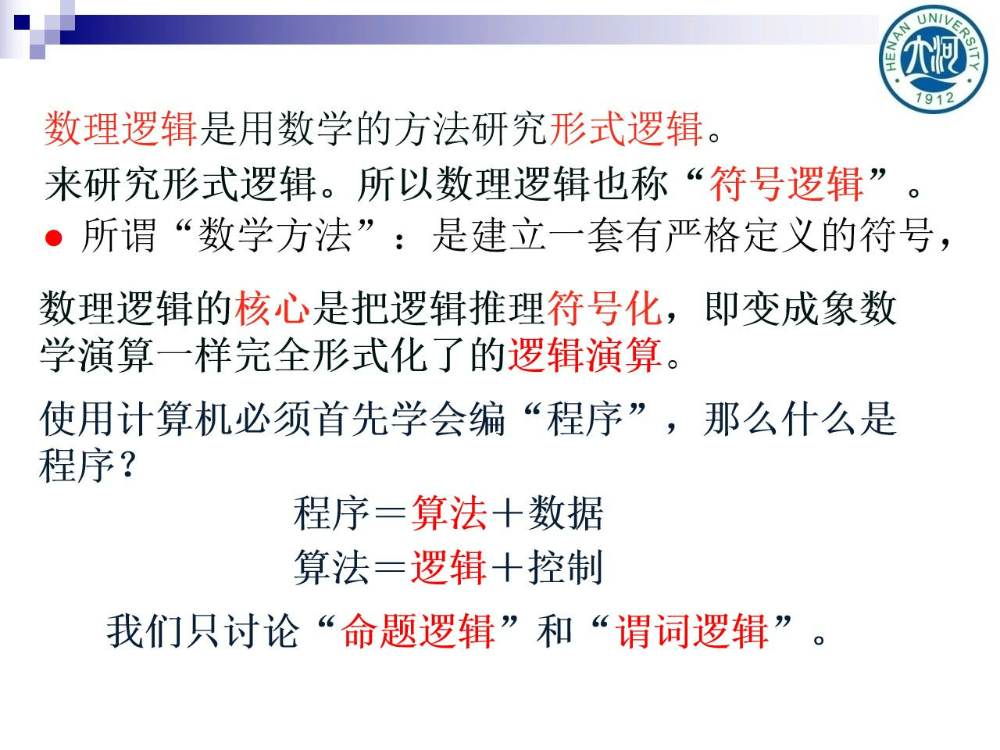 HENAN UNIVERSITY
大河
1912
数理逻辑是用数学的方法研究形式逻辑。
来研究形式逻辑。所以数理逻辑也称“符号逻辑”。
● 所谓“数学方法”：是建立一套有严格定义的符号，
数理逻辑的核心是把逻辑推理符号化，即变成象数
学演算一样完全形式化了的逻辑演算。
使用计算机必须首先学会编“程序”，那么什么是
程序？
程序＝算法＋数据
算法＝逻辑＋控制
我们只讨论“命题逻辑”和“谓词逻辑”。